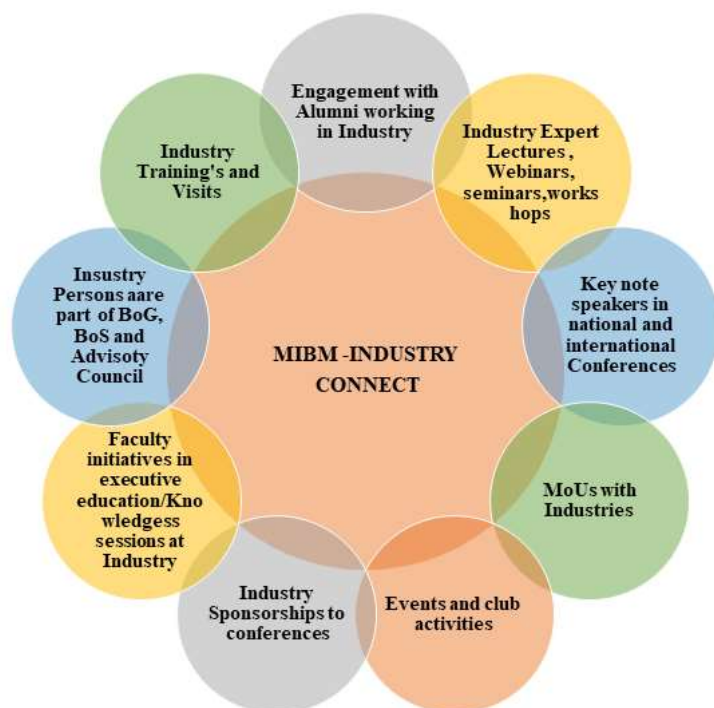 Engagement with
Alumni working
in Industry
Industry Expert
Lectures ,
Webinars,
seminars,works
hops
Key note
speakers in
national and
international
Conferences
MoUs with
Industries
Events and club
activities
Industry
Sponsorships to
conferences
Faculty
initiatives in
executive
education/Kno
wledgess
sessions at
Industry
Insustry
Persons aare
part of BoG,
BoS and
Advisoty
Council
Industry
Training's and
Visits
MIBM -INDUSTRY
CONNECT